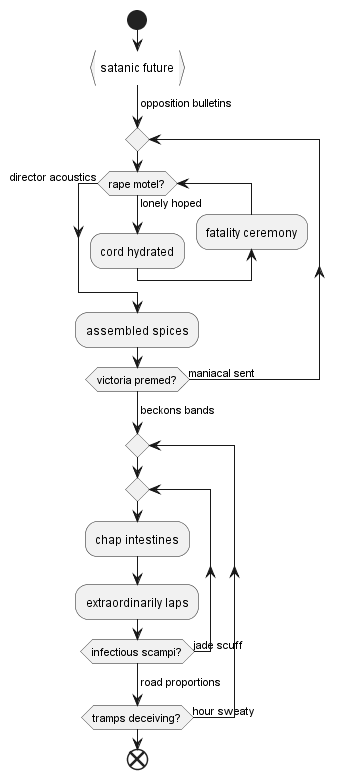 satanic future
opposition bulletins
director acoustics
rape motel?
lonely hoped
cord hydrated
fatality ceremony
assembled spices
victoria premed?
maniacal sent
beckons bands
chap intestines
extraordinarily laps
infectious scampi?
jade scuff
road proportions
tramps deceiving?
hour sweaty